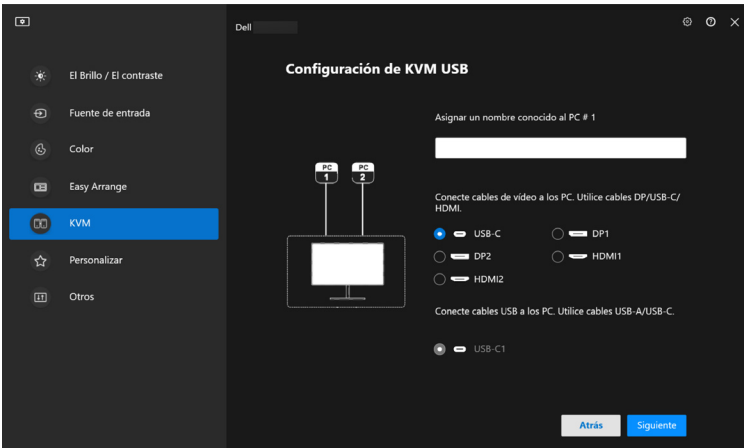 Dell
El Brillo / El contraste
Fuente de entrada
Color
Easy Arrange
KVM
Personalizar
Otros
Configuración de KVM USB
PC
1
PC
2
Asignar un nombre conocido al PC # 1
Conecte cables de vídeo a los PC. Utilice cables DP/USB-C/
HDMI.
USB-C
DP1
DP2
HDMI1
HDMI2
Conecte cables USB a los PC. Utilice cables USB-A/USB-C.
USB-C1
Atrás
Siguiente